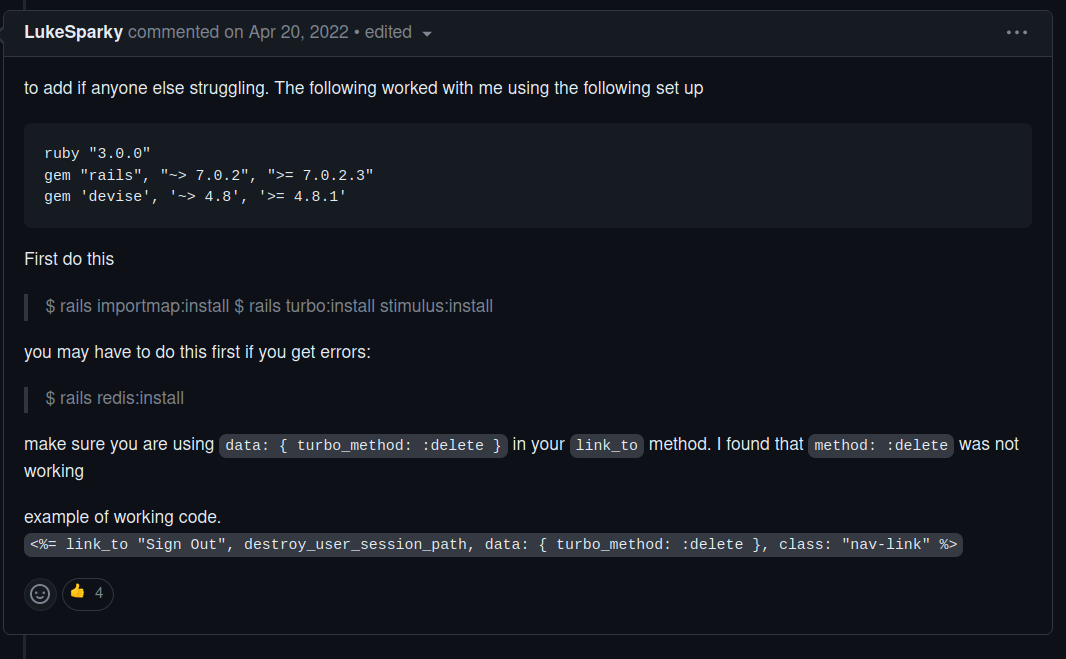 LukeSparky commented on Apr 20, 2022 • edited
to add if anyone else struggling. The following worked with me using the following set up
ruby "3.0.0"
gem "rails", "~> 7.0.2", ">= 7.0.2.3"
gem 'devise', '~> 4.8', '>= 4.8.1'
First do this
$ rails importmap:install $ rails turbo:install stimulus:install
you may have to do this first if you get errors:
$ rails redis:install
make sure you are using data: { turbo_method: :delete } in your link_to method. I found that method: :delete was not
working
example of working code.
<%= link_to "Sign Out", destroy_user_session_path, data: { turbo_method: :delete }, class: "nav-link" %>
👍 4